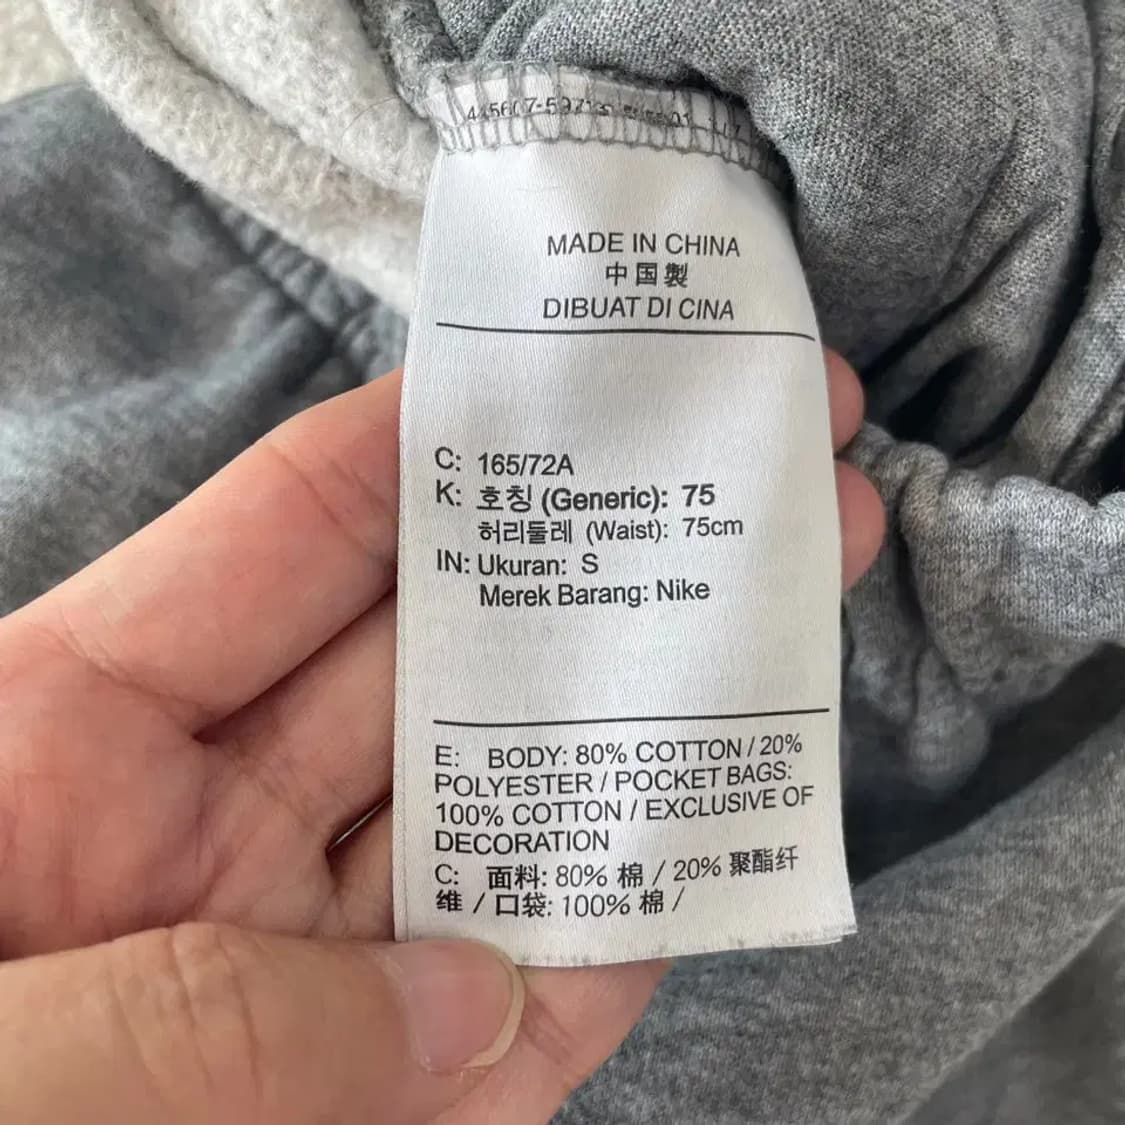 MADE IN CHINA
中国製
DIBUAT DI CINA
C: 165/72A
K: 호칭 (Generic): 75
허리둘레 (Waist): 75cm
IN: Ukuran: S
Merek Barang: Nike
E: BODY: 80% COTTON / 20%
POLYESTER / POCKET BAGS:
100% COTTON / EXCLUSIVE OF
DECORATION
C: 面料: 80% 棉 / 20% 聚酯纤
维 / 口袋: 100% 棉 /